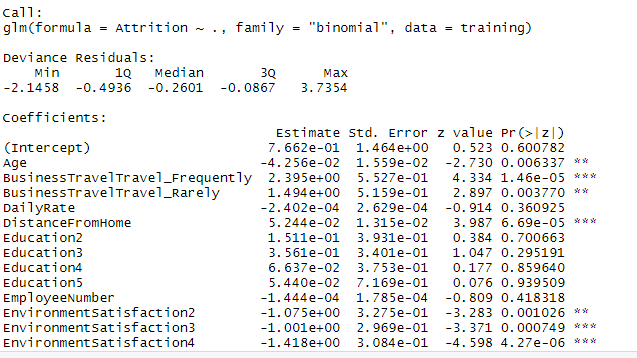 Call:
glm(formula = Attrition ~ ., family = "binomial", data = training)
Deviance Residuals:
Min 1Q Median 3Q Max
-2.1458 -0.4936 -0.2601 -0.0867 3.7354
Coefficients:
Estimate Std. Error z value Pr(>|z|)
(Intercept) 7.662e-01 1.464e+00 0.523 0.600782
Age -4.256e-02 1.559e-02 -2.730 0.006337 **
BusinessTravelTravel_Frequently 2.395e+00 5.527e-01 4.334 1.46e-05 ***
BusinessTravelTravel_Rarely 1.494e+00 5.159e-01 2.897 0.003770 **
DailyRate -2.402e-04 2.629e-04 -0.914 0.360925
DistanceFromHome 5.244e-02 1.315e-02 3.987 6.69e-05 ***
Education2 1.511e-01 3.931e-01 0.384 0.700663
Education3 3.561e-01 3.401e-01 1.047 0.295191
Education4 6.637e-02 3.753e-01 0.177 0.859640
Education5 5.440e-02 7.169e-01 0.076 0.939509
EmployeeNumber -1.444e-04 1.785e-04 -0.809 0.418318
EnvironmentSatisfaction2 -1.075e+00 3.275e-01 -3.283 0.001026 **
EnvironmentSatisfaction3 -1.001e+00 2.969e-01 -3.371 0.000749 ***
EnvironmentSatisfaction4 -1.418e+00 3.084e-01 -4.598 4.27e-06 ***